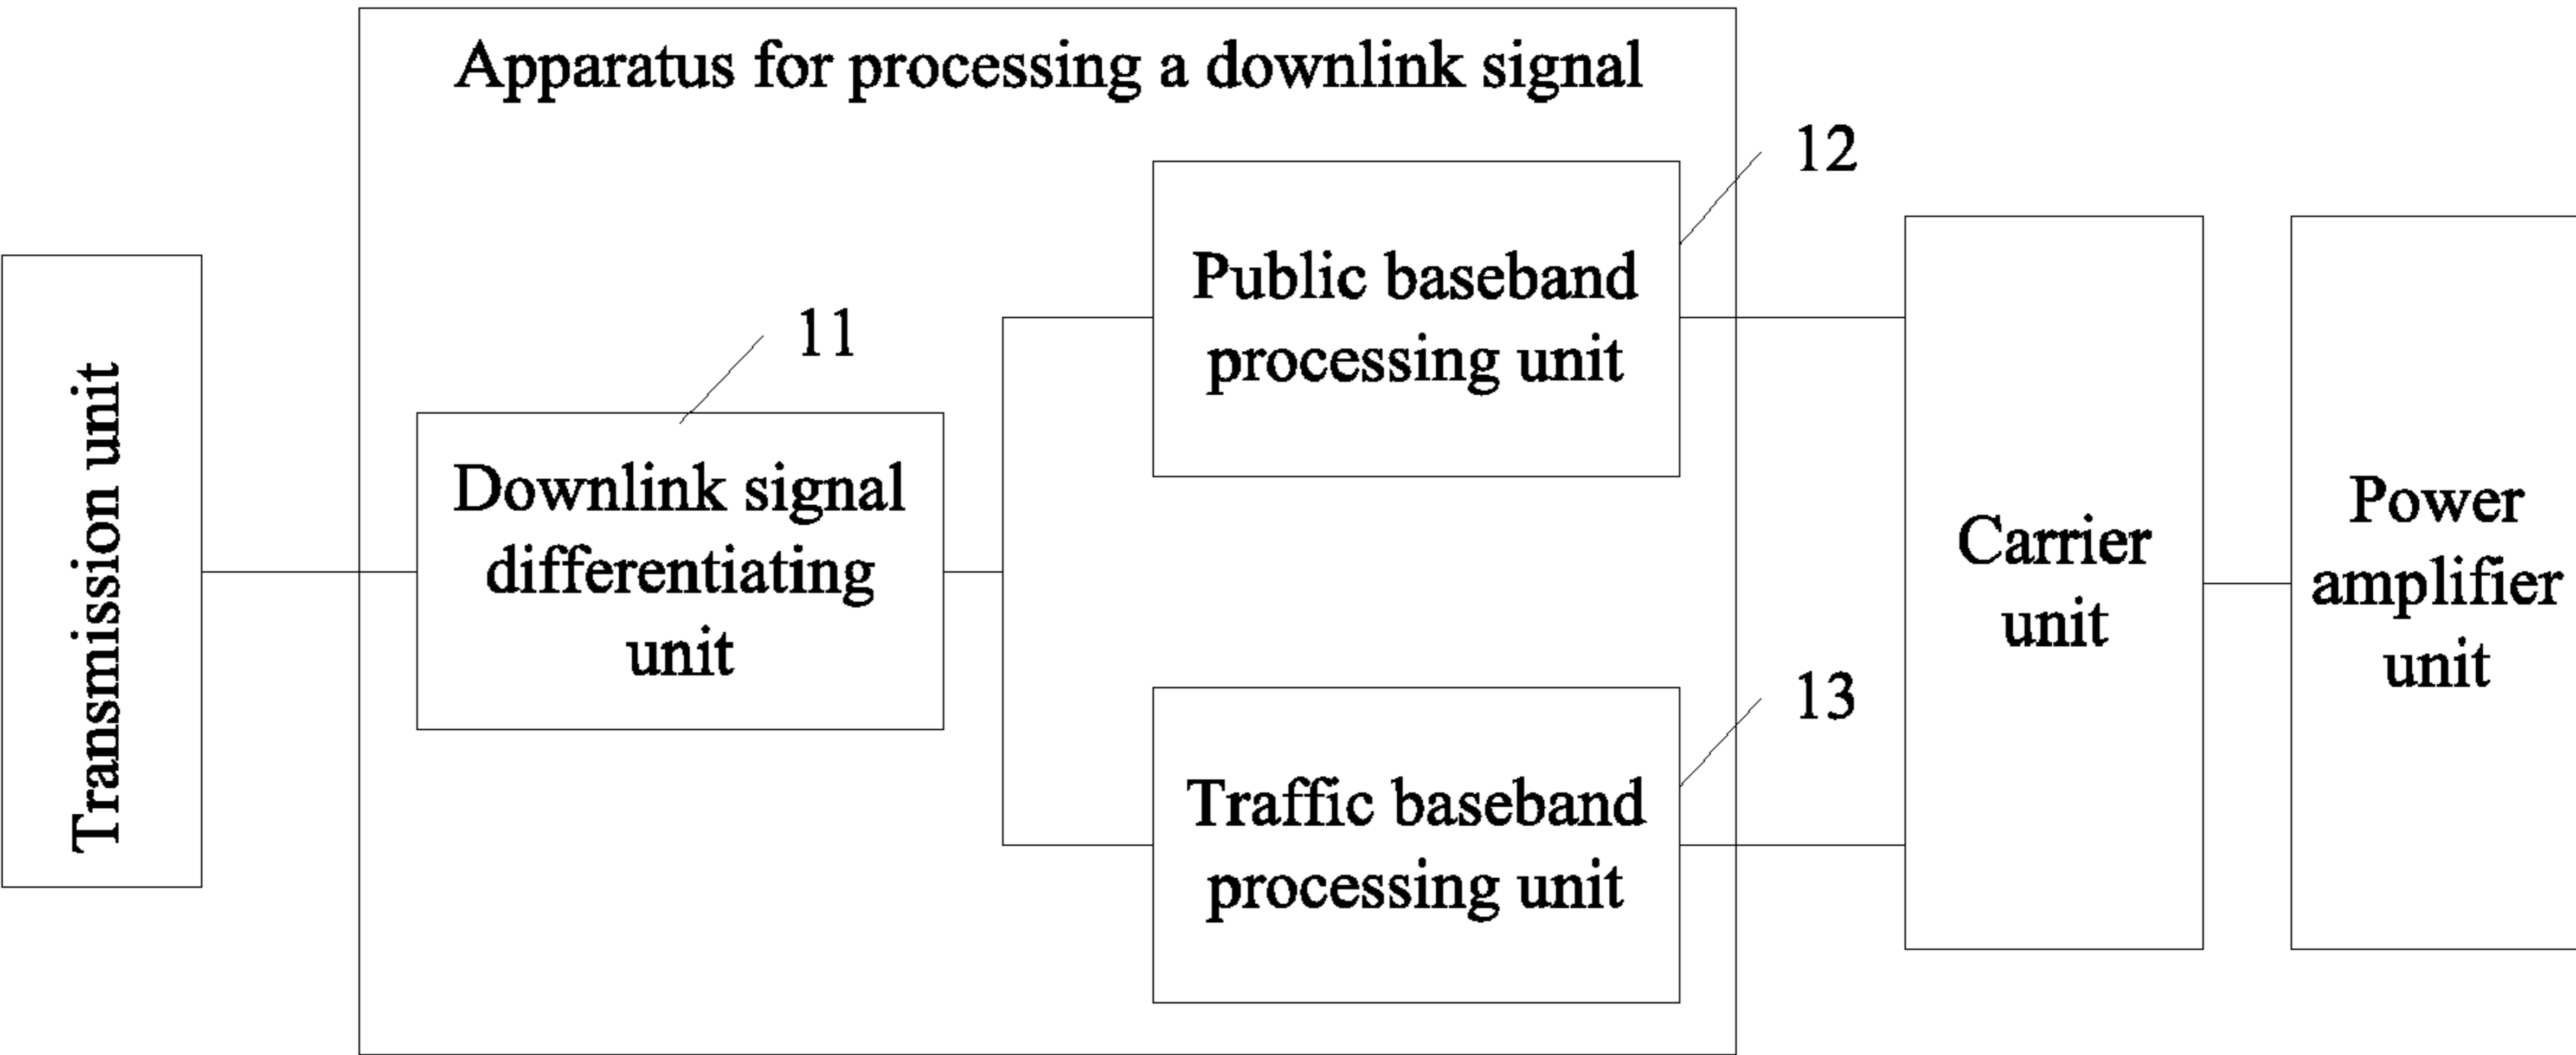 Apparatus for processing a downlink signal
Transmission unit
11
Downlink signal
differentiating
unit
12
Public baseband
processing unit
13
Traffic baseband
processing unit
Carrier
unit
Power
amplifier
unit